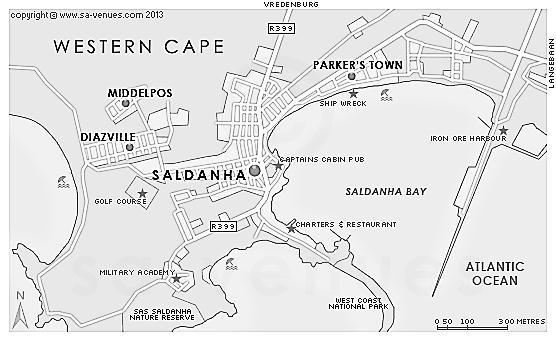 copyright © www.sa-venues.com 2013
VREDENBURG
WESTERN CAPE
R399
PARKER'S TOWN
LANGEBAAN
SHIP WRECK
MIDDELPOS
DIAZVILLE
IRON ORE HARBOUR
CAPTAINS CABIN PUB
SALDANHA
SALDANHA BAY
GOLF COURSE
R399
CHARTERS & RESTAURANT
MILITARY ACADEMY
ATLANTIC
OCEAN
sa-venues
N
SAS SALDANHA
NATURE RESERVE
WEST COAST
NATIONAL PARK
0 50 100 300 METRES